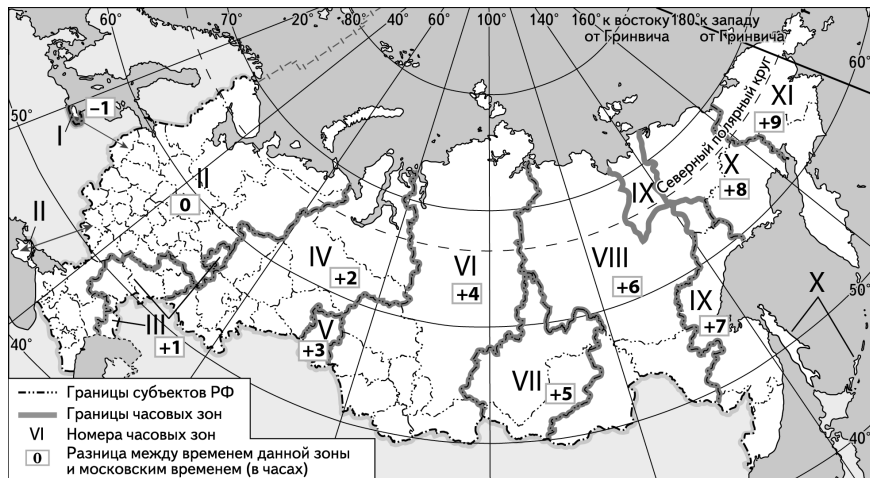 60°
70°
20°
80°
100°
140°
160° к востоку
от Гринвича
180° к западу
от Гринвича
60°
50°
−1
I
II
0
II
Северный полярный круг
XI
+9
X
+8
IX
IV
+2
VI
+4
VIII
+6
IX
+7
X
50°
III
+1
V
+3
VII
+5
40°
40°
Границы субъектов РФ
Границы часовых зон
VI Номера часовых зон
0 Разница между временем данной зоны
и московским временем (в часах)